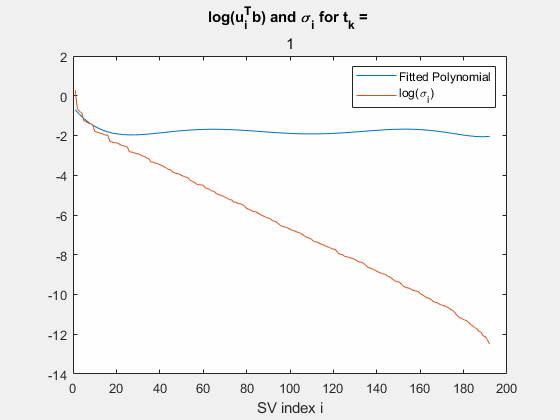 log(u_i^T b) and σ_i for t_k =
1
Fitted Polynomial
log(σ_i)
2
0
-2
-4
-6
-8
-10
-12
-14
0 20 40 60 80 100 120 140 160 180 200
SV index i